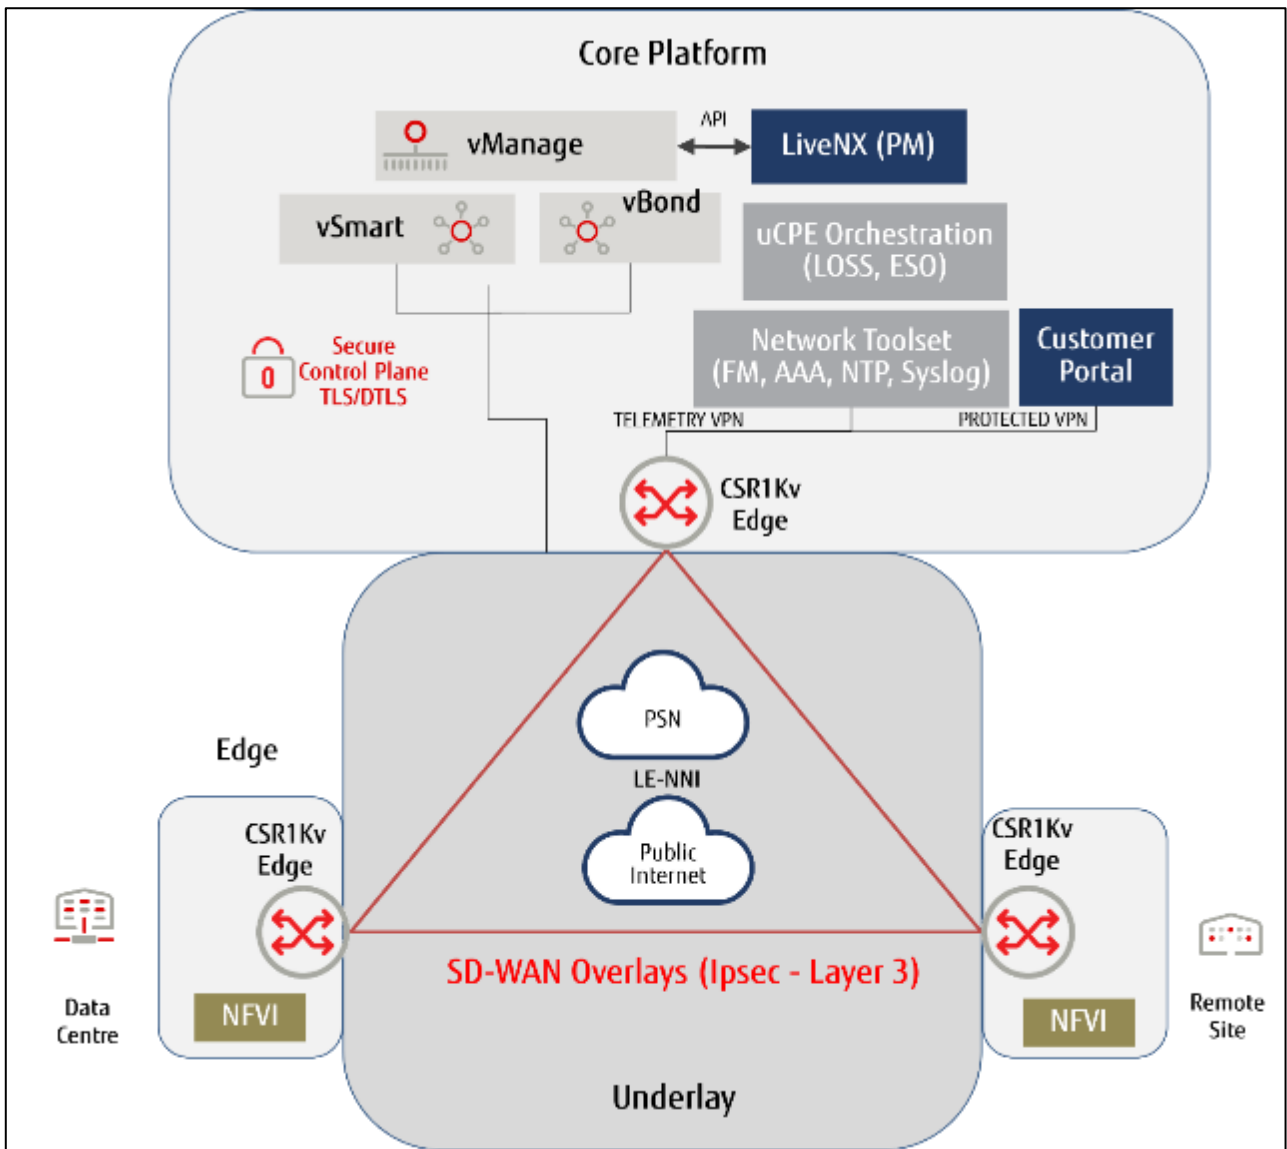 Core Platform
vManage
API
LiveNX (PM)
vSmart
vBond
uCPE Orchestration
(LOSS, ESO)
Secure
Control Plane
TLS/DTLS
0
Network Toolset
(FM, AAA, NTP, Syslog)
Customer
Portal
TELEMETRY VPN
PROTECTED VPN
CSR1Kv
Edge
PSN
LE-NNI
Public
Internet
Edge
CSR1Kv
Edge
NFVI
Data
Centre
CSR1Kv
Edge
NFVI
Remote
Site
SD-WAN Overlays (Ipsec - Layer 3)
Underlay